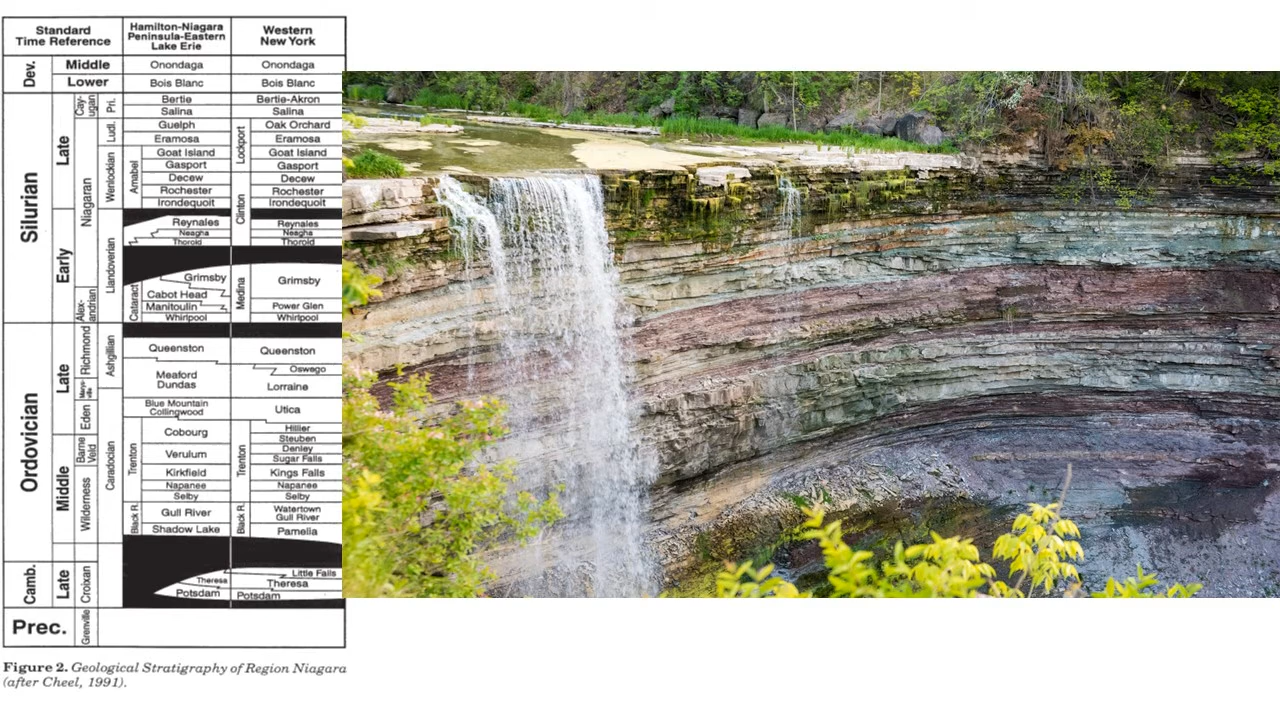 Standard
Time Reference
Hamilton-Niagara
Peninsula-Eastern
Lake Erie
Western
New York
Dev.
Middle
Onondaga
Onondaga
Lower
Bois Blanc
Bois Blanc
Silurian
Late
Cay-
ugan
Pri.
Bertie
Bertie-Akron
Salina
Salina
Niagaran
Ludl.
Guelph
Lockport
Oak Orchard
Eramosa
Eramosa
Wenlockian
Amabel
Goat Island
Goat Island
Gasport
Gasport
Decew
Clinton
Decew
Rochester
Rochester
Irondequoit
Irondequoit
Early
Llandoverian
Reynales
Reynales
Neagha
Neagha
Thorold
Thorold
Cataract
Grimsby
Medina
Grimsby
Alex-
andrian
Cabot Head
Manitoulin
Power Glen
Whirlpool
Whirlpool
Ordovician
Late
Richmond
Ashgillian
Queenston
Queenston
Oswego
Meaford
Dundas
Lorraine
Eden
Caradocian
Blue Mountain
Collingwood
Utica
Middle
Barne
Veld
Trenton
Cobourg
Trenton
Hillier
Steuben
Verulum
Denley
Sugar Falls
Wilderness
Kirkfield
Kings Falls
Napanee
Napanee
Selby
Selby
Black R.
Gull River
Black R.
Watertown
Gull River
Shadow Lake
Pamelia
Camb.
Late
Croixan
Little Falls
Theresa
Theresa
Potsdam
Potsdam
Prec.
Grenville
Figure 2. Geological Stratigraphy of Region Niagara
(after Cheel, 1991).